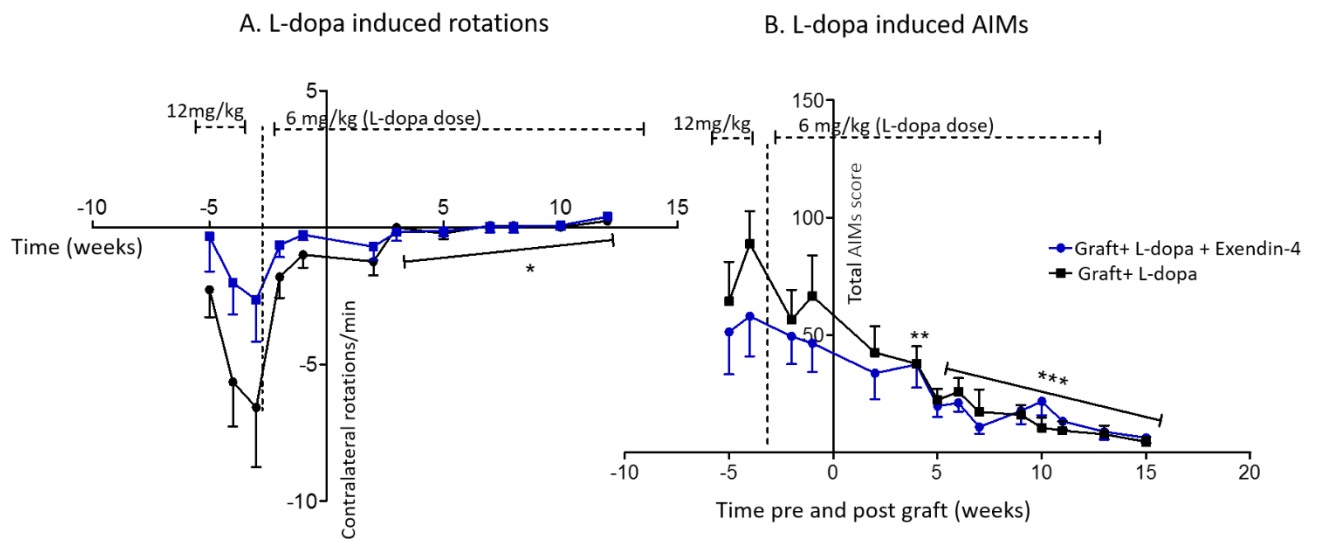 A. L-dopa induced rotations
B. L-dopa induced AIMs
5
12mg/kg
6 mg/kg (L-dopa dose)
-10
-5
5
10
15
Time (weeks)
*
-5
-10
Contralateral rotations/min
150
12mg/kg
6 mg/kg (L-dopa dose)
Total AIMs score
100
Graft+ L-dopa + Exendin-4
Graft+ L-dopa
50
**
***
-10
-5
0
5
10
15
20
Time pre and post graft (weeks)